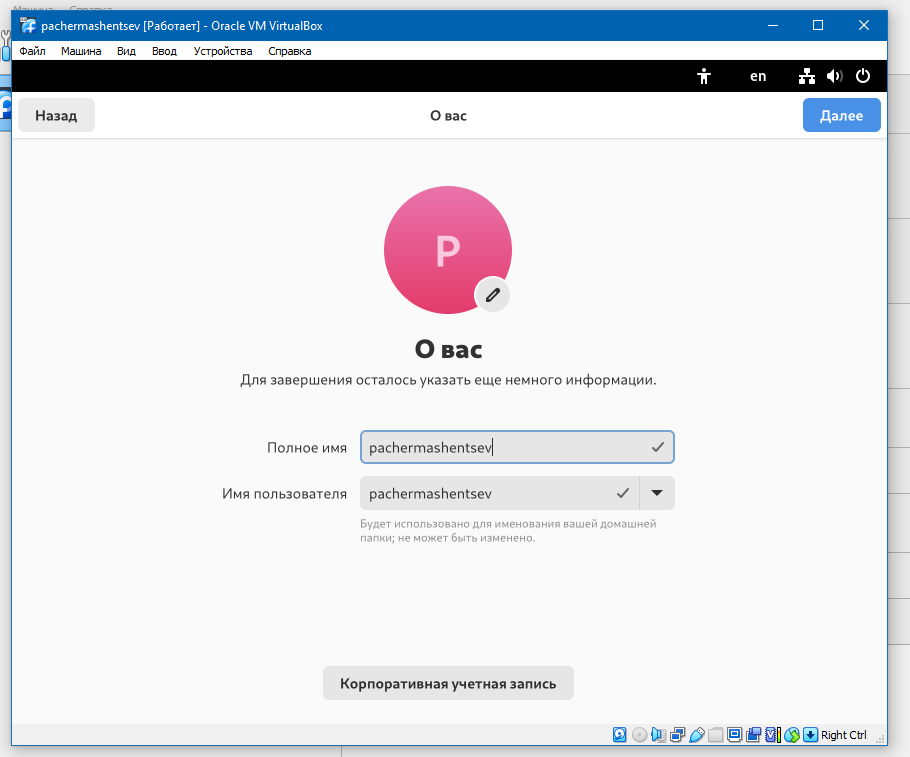 Машина Справка
pachermashentsev [Работает] - Oracle VM VirtualBox
Файл Машина Вид Ввод Устройства Справка
en
Назад О вас Далее
P
О вас
Для завершения осталось указать еще немного информации.
Полное имя pachermashentsev
Имя пользователя pachermashentsev
Будет использовано для именования вашей домашней
папки; не может быть изменено.
Корпоративная учетная запись
Right Ctrl